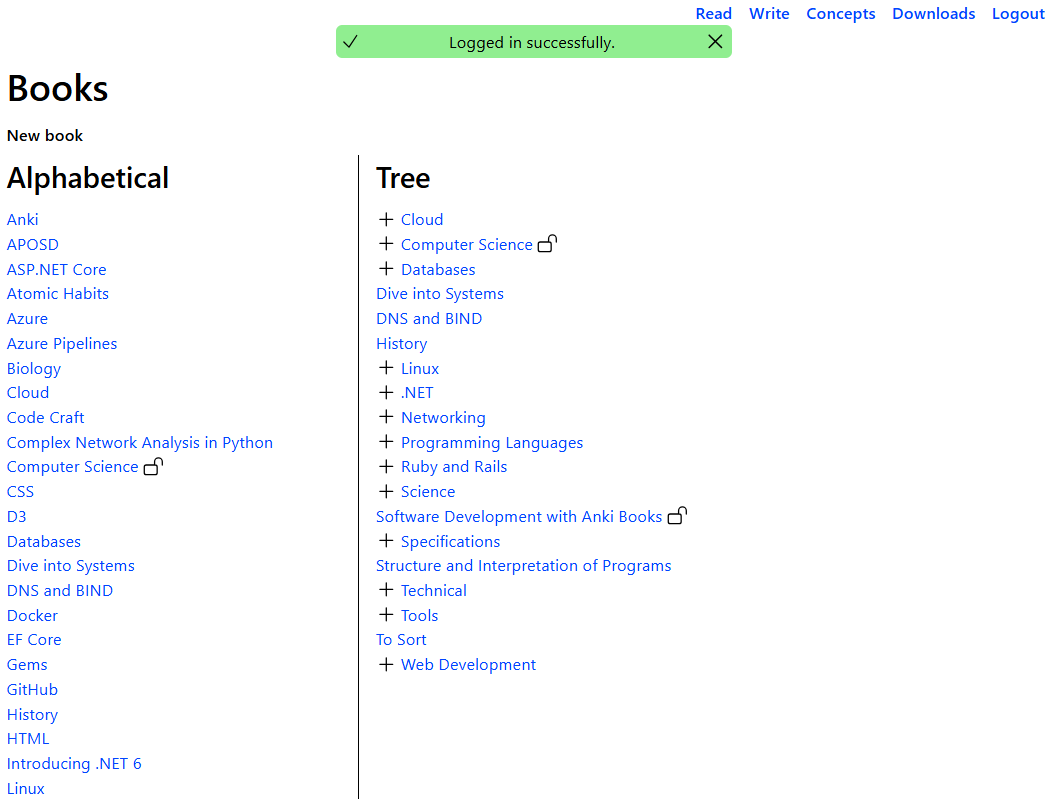 Read Write Concepts Downloads Logout
Logged in successfully.
Books
New book
Alphabetical
Anki
APOSD
ASP.NET Core
Atomic Habits
Azure
Azure Pipelines
Biology
Cloud
Code Craft
Complex Network Analysis in Python
Computer Science
CSS
D3
Databases
Dive into Systems
DNS and BIND
Docker
EF Core
Gems
GitHub
History
HTML
Introducing .NET 6
Linux
Tree
Cloud
Computer Science
Databases
Dive into Systems
DNS and BIND
History
Linux
.NET
Networking
Programming Languages
Ruby and Rails
Science
Software Development with Anki Books
Specifications
Structure and Interpretation of Programs
Technical
Tools
To Sort
Web Development